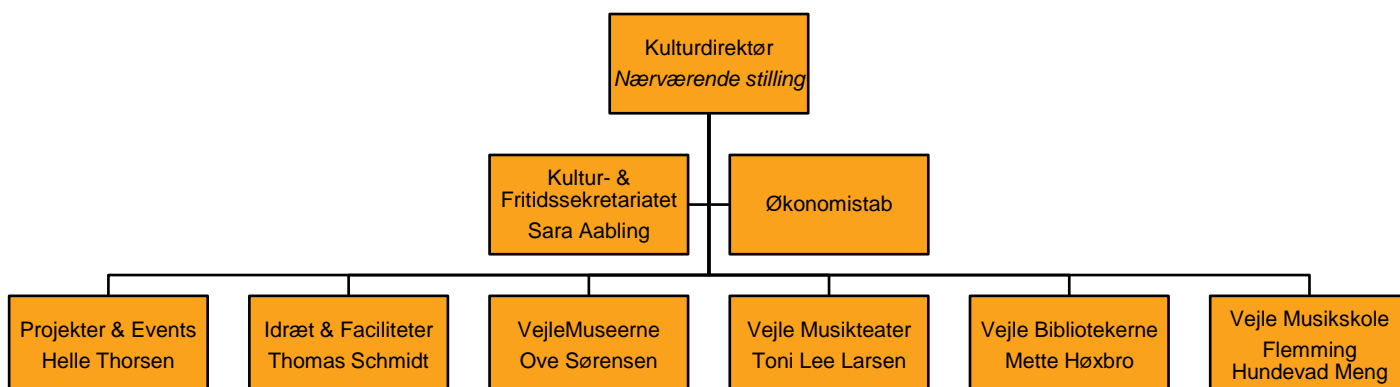 Kulturdirektør
Nærværende stilling
Kultur- &
Fritidssekretariatet
Sara Aabling
Økonomistab
Projekter & Events
Helle Thorsen
Idræt & Faciliteter
Thomas Schmidt
VejleMuseerne
Ove Sørensen
Vejle Musikteater
Toni Lee Larsen
Vejle Bibliotekerne
Mette Høxbro
Vejle Musikskole
Flemming
Hundevad Meng